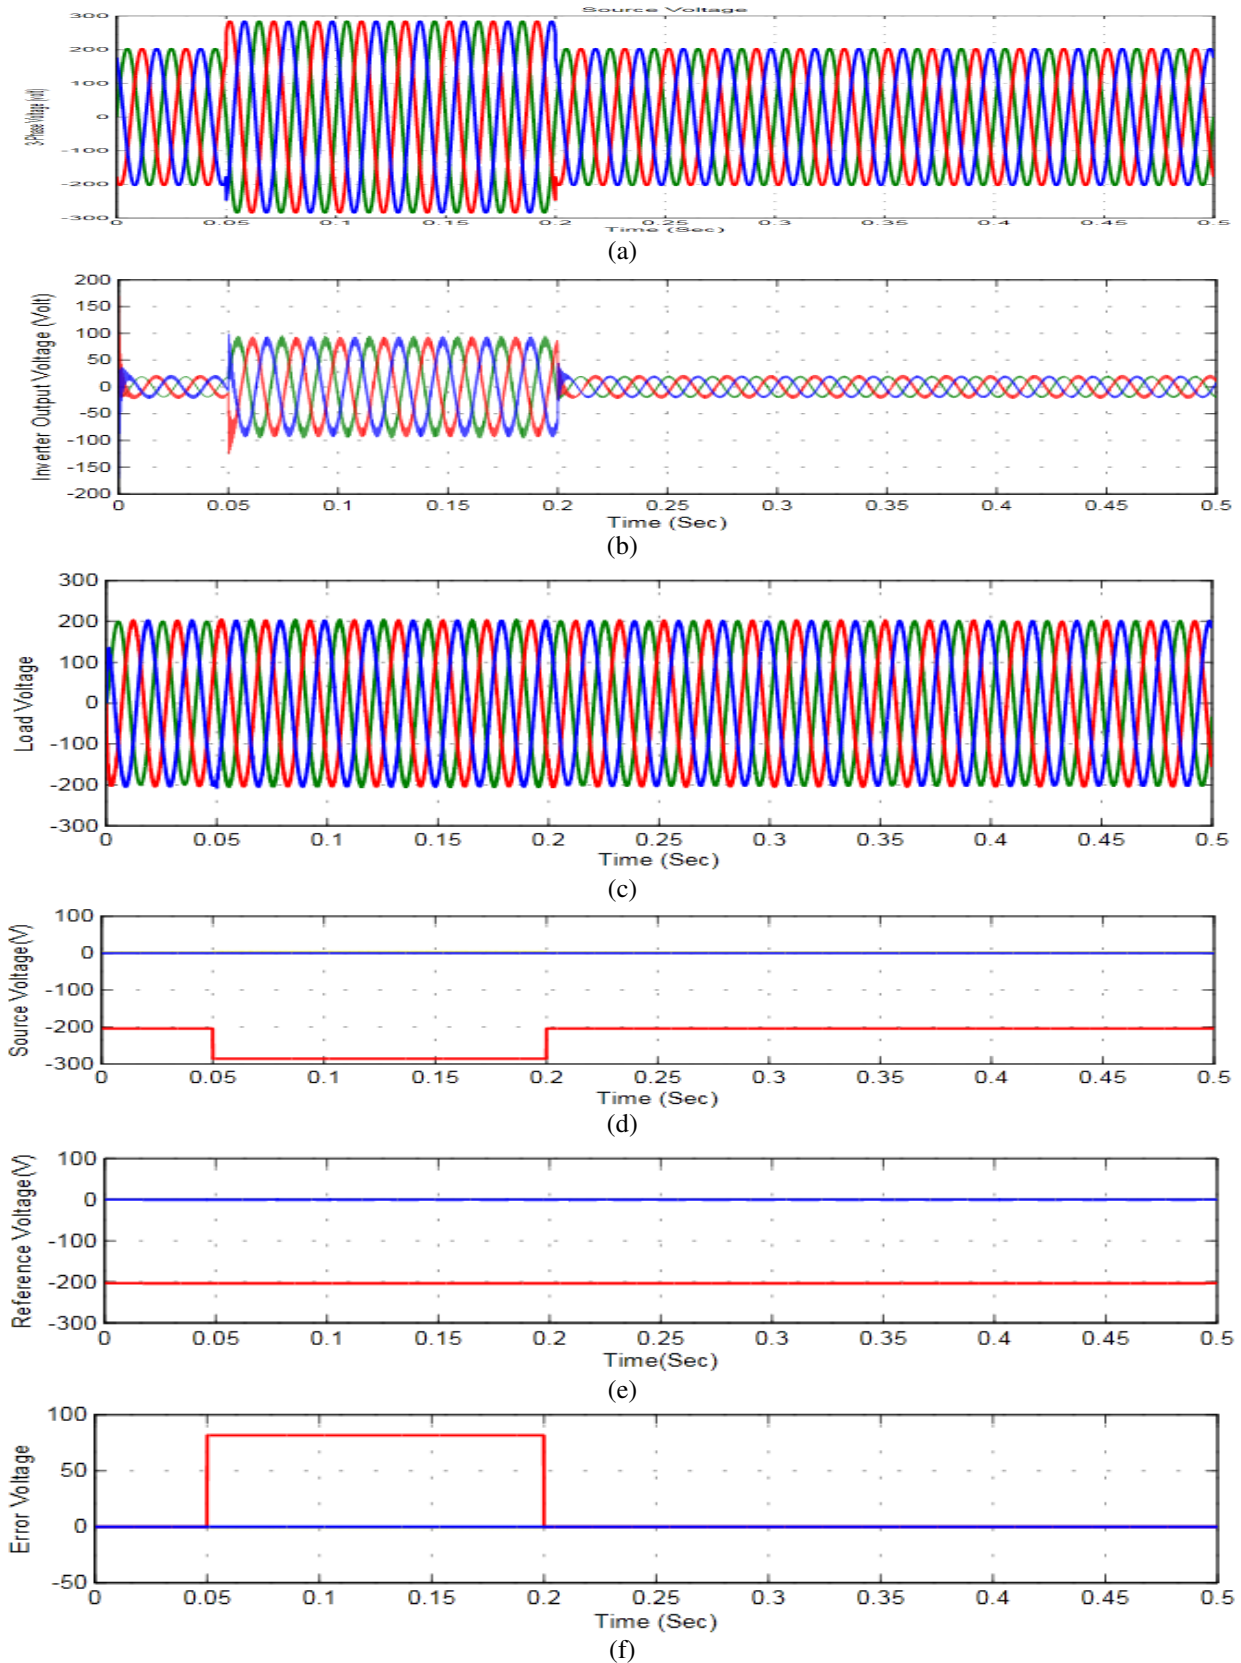 Source Voltage
3-Phase Voltage (volt)
300
200
100
0
-100
-200
-300
0 0.05 0.1 0.15 0.2 0.25 0.3 0.35 0.4 0.45 0.5
Time (Sec)
(a)
Inverter Output Voltage (Volt)
200
150
100
50
0
-50
-100
-150
-200
0 0.05 0.1 0.15 0.2 0.25 0.3 0.35 0.4 0.45 0.5
Time (Sec)
(b)
Load Voltage
300
200
100
0
-100
-200
-300
0 0.05 0.1 0.15 0.2 0.25 0.3 0.35 0.4 0.45 0.5
Time (Sec)
(c)
Source Voltage(V)
100
0
-100
-200
-300
0 0.05 0.1 0.15 0.2 0.25 0.3 0.35 0.4 0.45 0.5
Time (Sec)
(d)
Reference Voltage(V)
100
0
-100
-200
-300
0 0.05 0.1 0.15 0.2 0.25 0.3 0.35 0.4 0.45 0.5
Time(Sec)
(e)
Error Voltage
100
50
0
-50
0 0.05 0.1 0.15 0.2 0.25 0.3 0.35 0.4 0.45 0.5
Time (Sec)
(f)